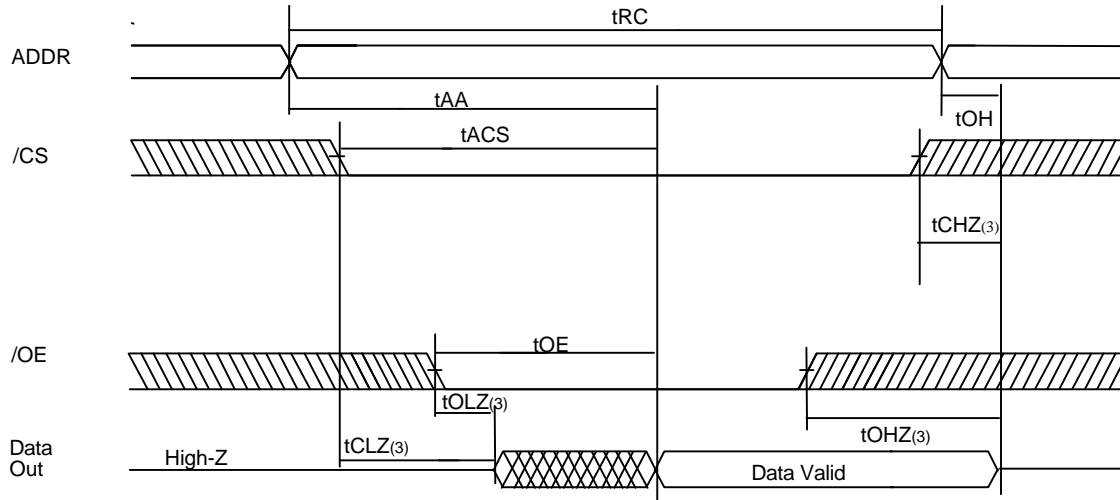 tRC
ADDR
tAA
tOH
tACS
/CS
tCHZ(3)
/OE
tOE
tOLZ(3)
tOHZ(3)
tCLZ(3)
Data
Out
High-Z
Data Valid